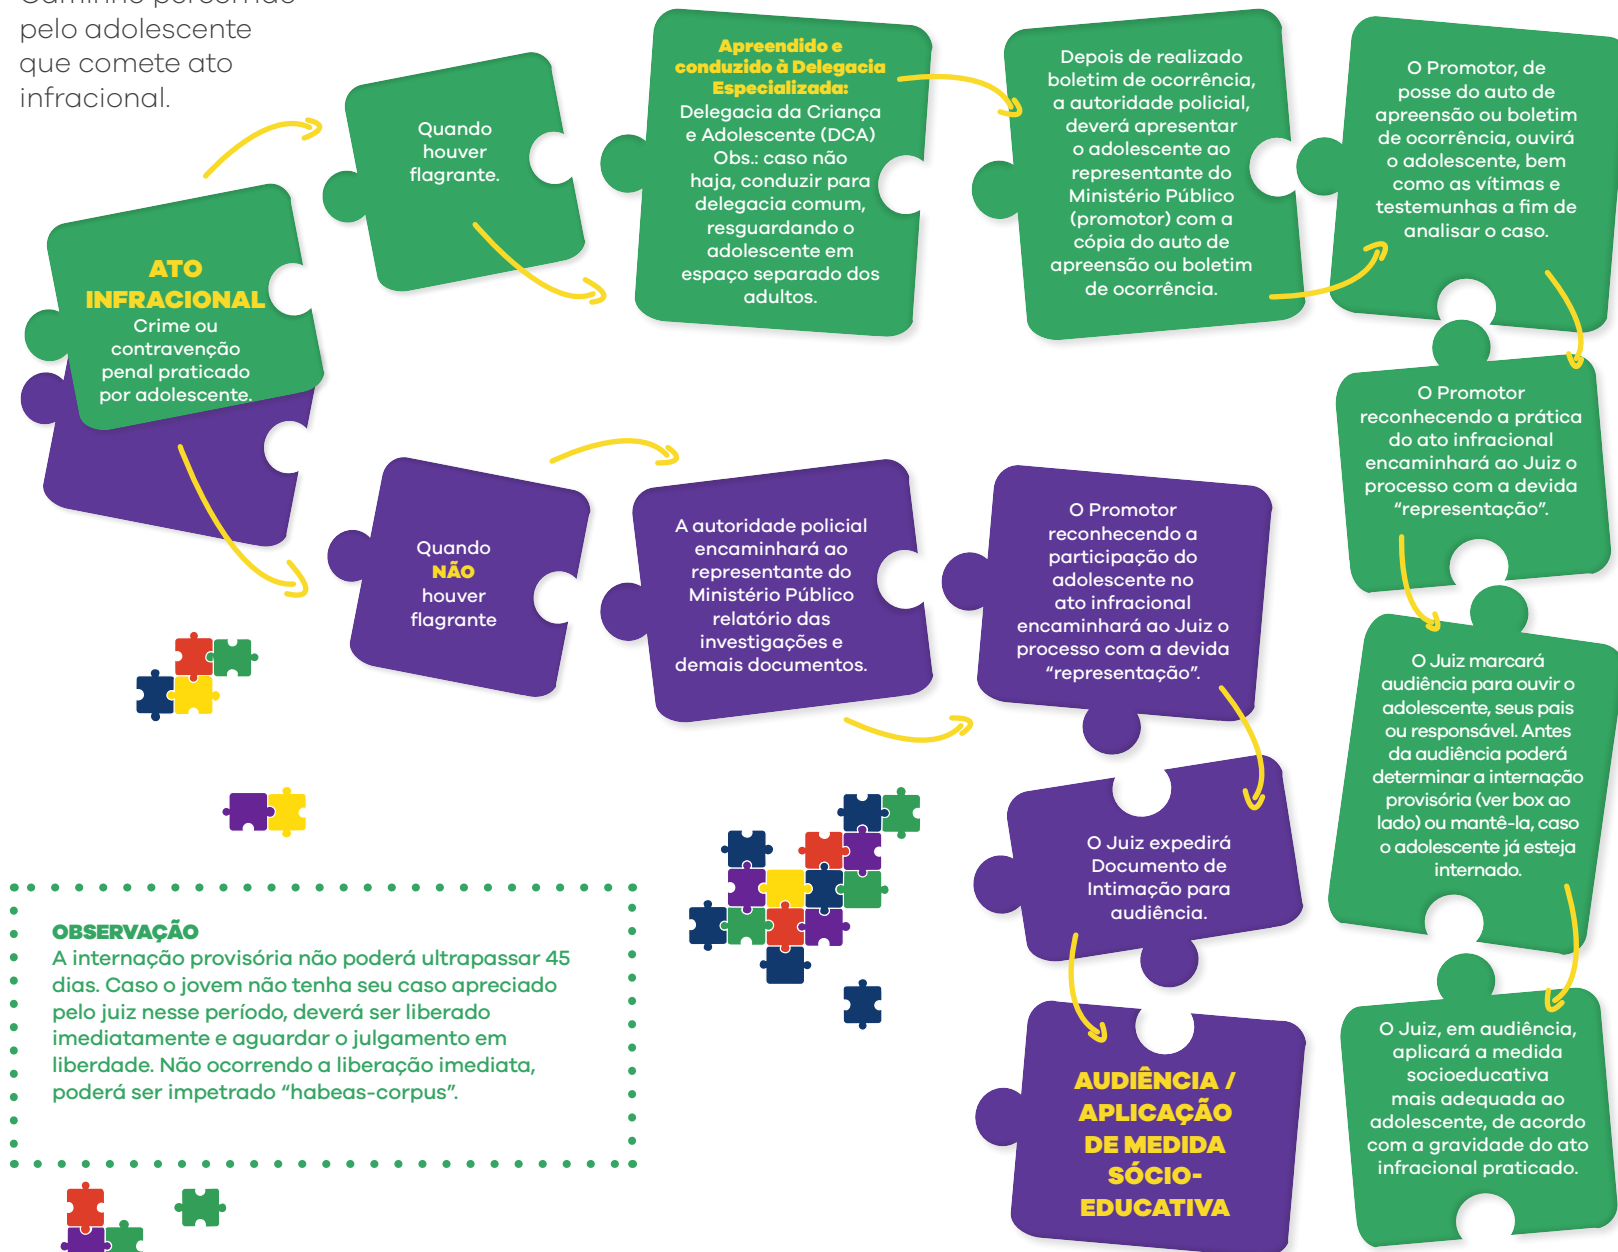 pelo adolescente
que comete ato
infracional.
ATO
INFRACIONAL
Crime ou
contravenção
penal praticado
por adolescente.
Quando
houver
flagrante.
Apreendido e
conduzido à Delegacia
Especializada:
Delegacia da Criança
e Adolescente (DCA)
Obs.: caso não
haja, conduzir para
delegacia comum,
resguardando o
adolescente em
espaço separado dos
adultos.
Depois de realizado
boletim de ocorrência,
a autoridade policial,
deverá apresentar
o adolescente ao
representante do
Ministério Público
(promotor) com a
cópia do auto de
apreensão ou boletim
de ocorrência.
O Promotor, de
posse do auto de
apreensão ou boletim
de ocorrência, ouvirá
o adolescente, bem
como as vítimas e
testemunhas a fim de
analisar o caso.
O Promotor
reconhecendo a prática
do ato infracional
encaminhará ao Juiz o
processo com a devida
“representação”.
O Juiz marcará
audiência para ouvir o
adolescente, seus pais
ou responsável. Antes
da audiência poderá
determinar a internação
provisória (ver box ao
lado) ou mantê-la, caso
o adolescente já esteja
internado.
O Juiz, em audiência,
aplicará a medida
socioeducativa
mais adequada ao
adolescente, de acordo
com a gravidade do ato
infracional praticado.
Quando
NÃO
houver
flagrante
A autoridade policial
encaminhará ao
representante do
Ministério Público
relatório das
investigações e
demais documentos.
O Promotor
reconhecendo a
participação do
adolescente no
ato infracional
encaminhará ao Juiz o
processo com a devida
“representação”.
O Juiz expedirá
Documento de
Intimação para
audiência.
AUDIÊNCIA /
APLICAÇÃO
DE MEDIDA
SÓCIO-
EDUCATIVA
OBSERVAÇÃO
A internação provisória não poderá ultrapassar 45
dias. Caso o jovem não tenha seu caso apreciado
pelo juiz nesse período, deverá ser liberado
imediatamente e aguardar o julgamento em
liberdade. Não ocorrendo a liberação imediata,
poderá ser impetrado “habeas-corpus”.